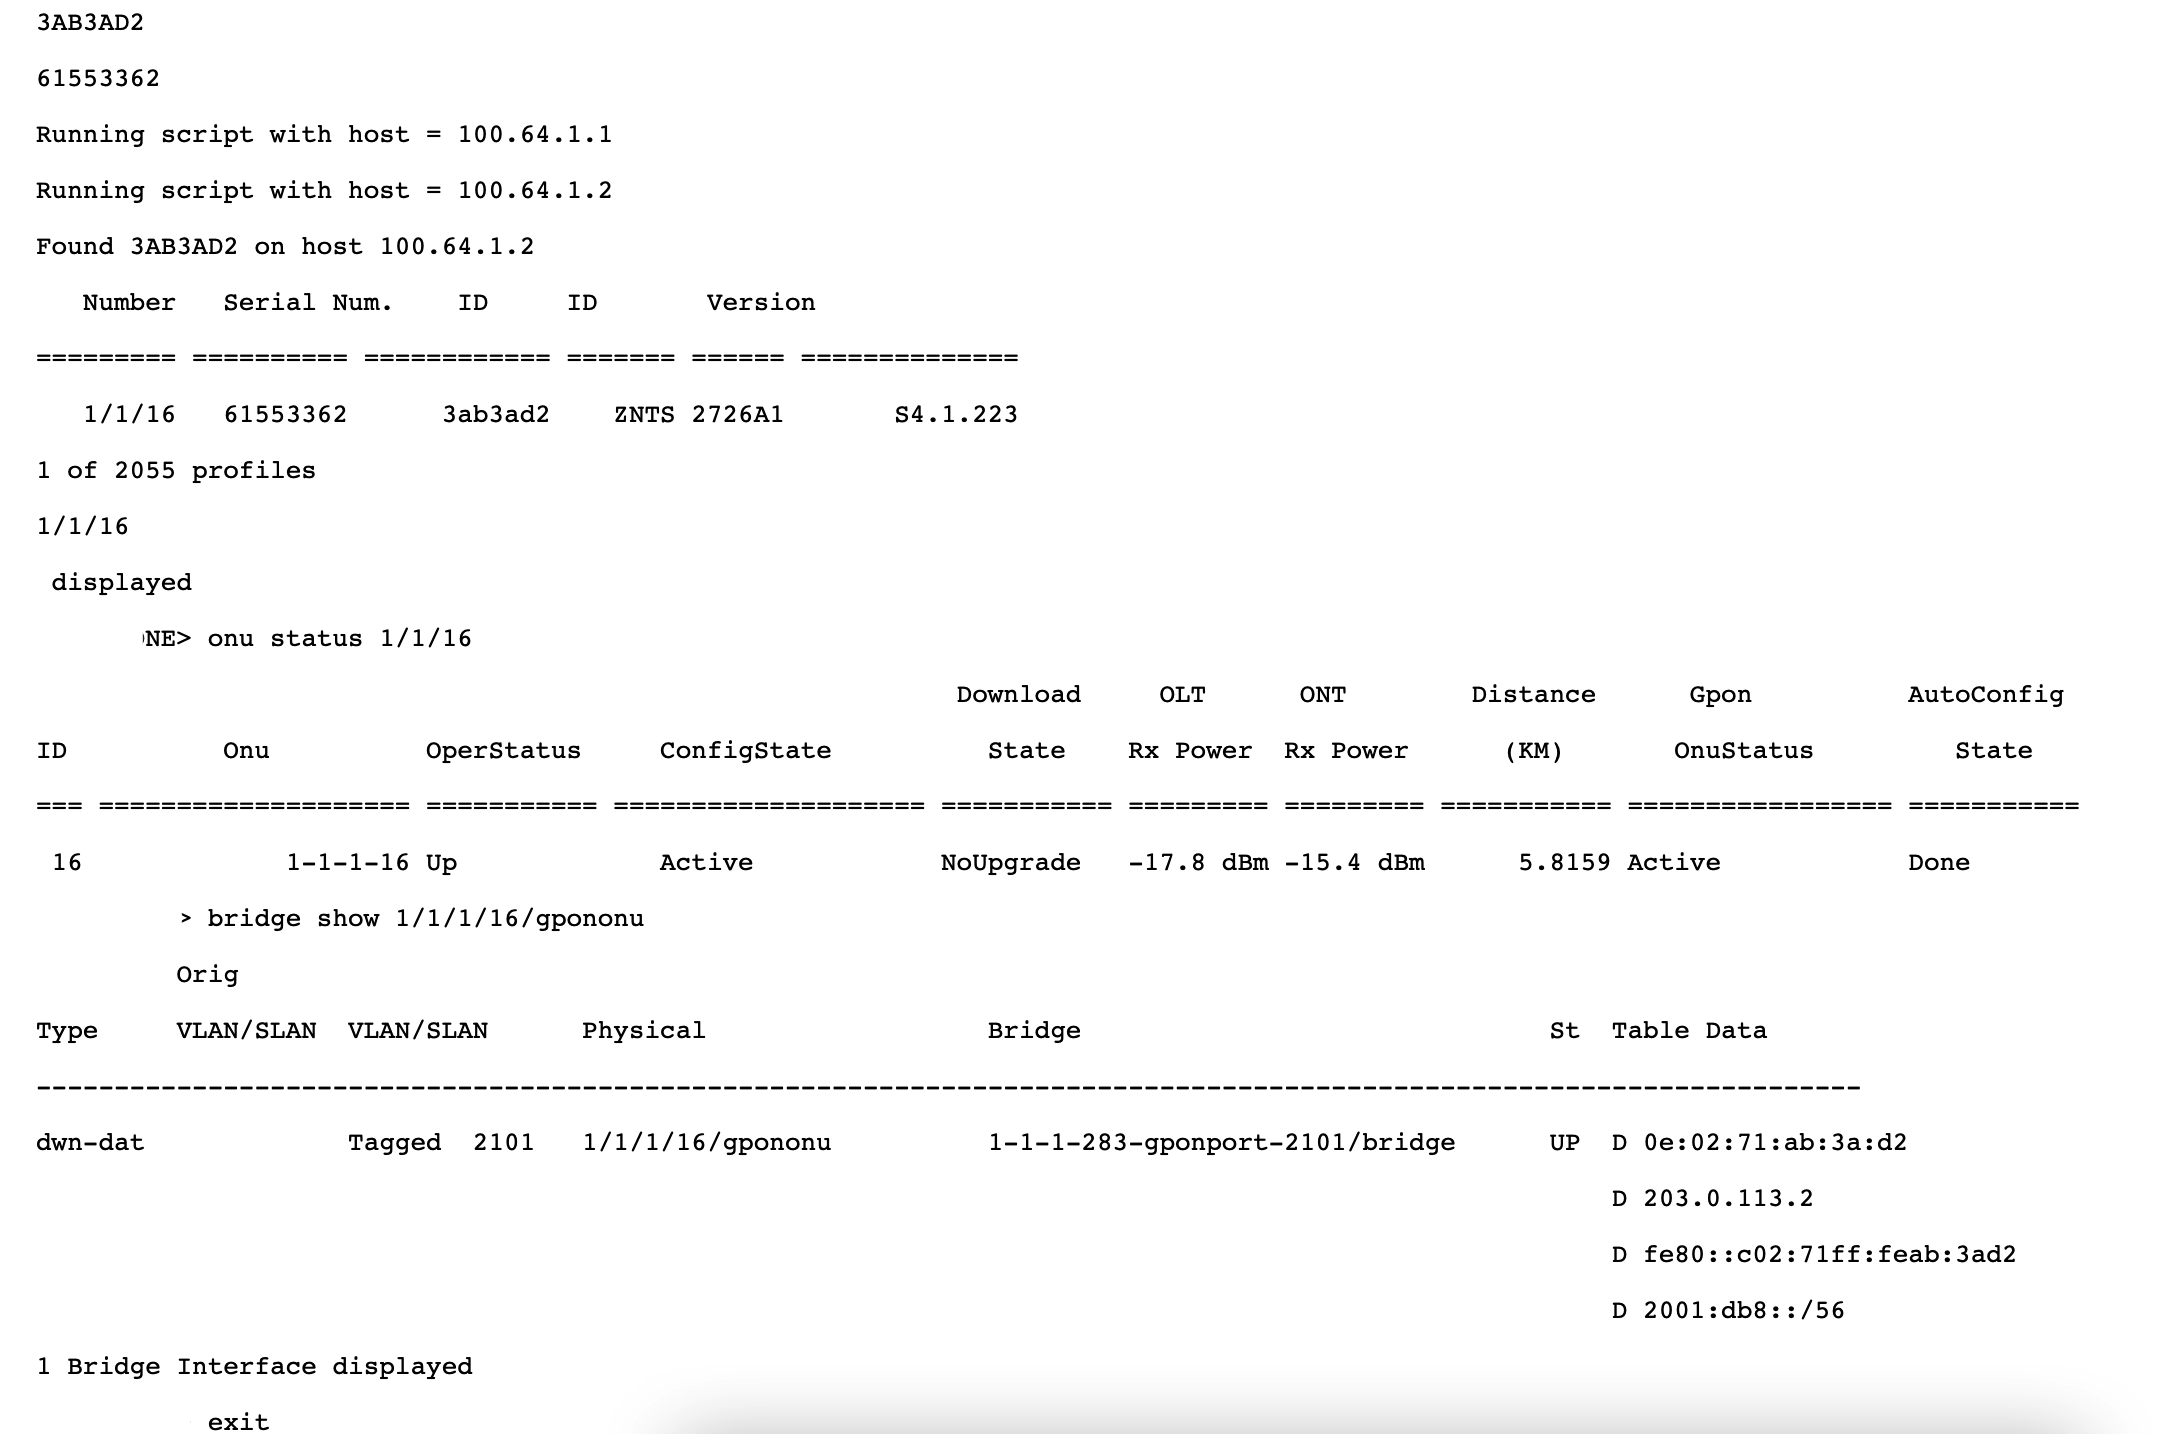 3AB3AD2
61553362
Running script with host = 100.64.1.1
Running script with host = 100.64.1.2
Found 3AB3AD2 on host 100.64.1.2
Number Serial Num. ID ID Version
========= ========== ============ ======= ====== ==============
1/1/16 61553362 3ab3ad2 ZNTS 2726A1 S4.1.223
1 of 2055 profiles
1/1/16
displayed
NE> onu status 1/1/16
Download OLT ONT Distance Gpon AutoConfig
ID Onu OperStatus ConfigState State Rx Power Rx Power (KM) OnuStatus State
=== ==================== =========== ==================== =========== ========= ========= =========== ================= ===========
16 1-1-1-16 Up Active NoUpgrade -17.8 dBm -15.4 dBm 5.8159 Active Done
> bridge show 1/1/1/16/gpononu
Orig
Type VLAN/SLAN VLAN/SLAN Physical Bridge St Table Data
---------------------------------------------------------------------------------------------------------------------
dwn-dat Tagged 2101 1/1/1/16/gpononu 1-1-1-283-gponport-2101/bridge UP D 0e:02:71:ab:3a:d2
D 203.0.113.2
D fe80::c02:71ff:feab:3ad2
D 2001:db8::/56
1 Bridge Interface displayed
exit